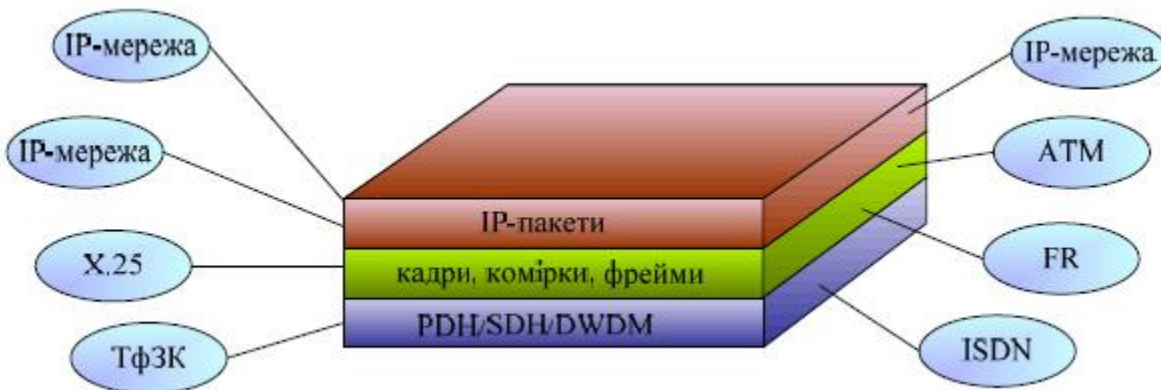 IP-мережа
IP-мережа
IP-мережа
ATM
IP-пакети
X.25
кадри, комірки, фрейми
FR
PDH/SDH/DWDM
ТфЗК
ISDN